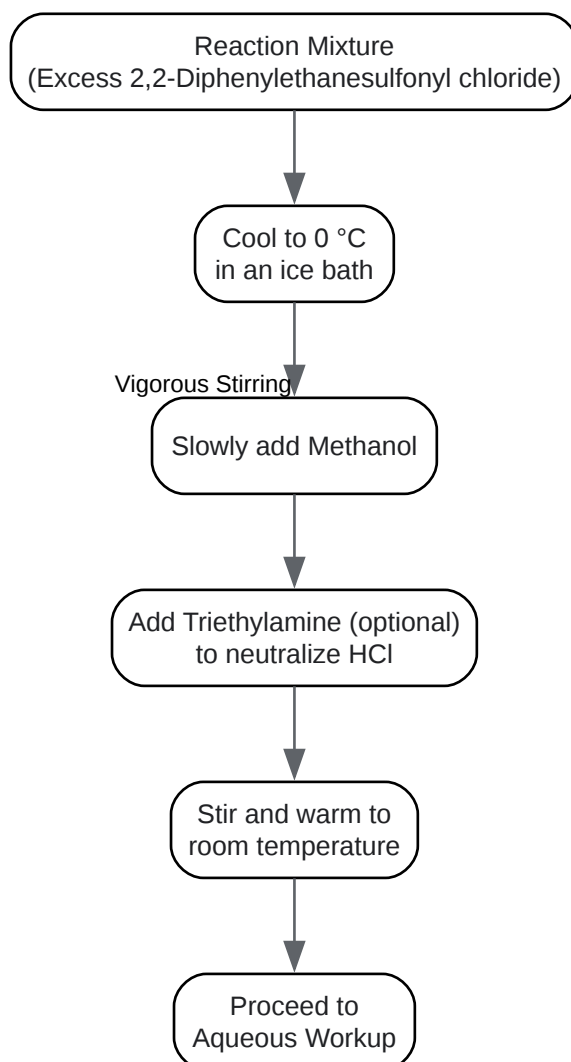 Reaction Mixture
(Excess 2,2-Diphenylethanesulfonyl chloride)
Cool to 0 °C
in an ice bath
Vigorous Stirring
Slowly add Methanol
Add Triethylamine (optional)
to neutralize HCl
Stir and warm to
room temperature
Proceed to
Aqueous Workup